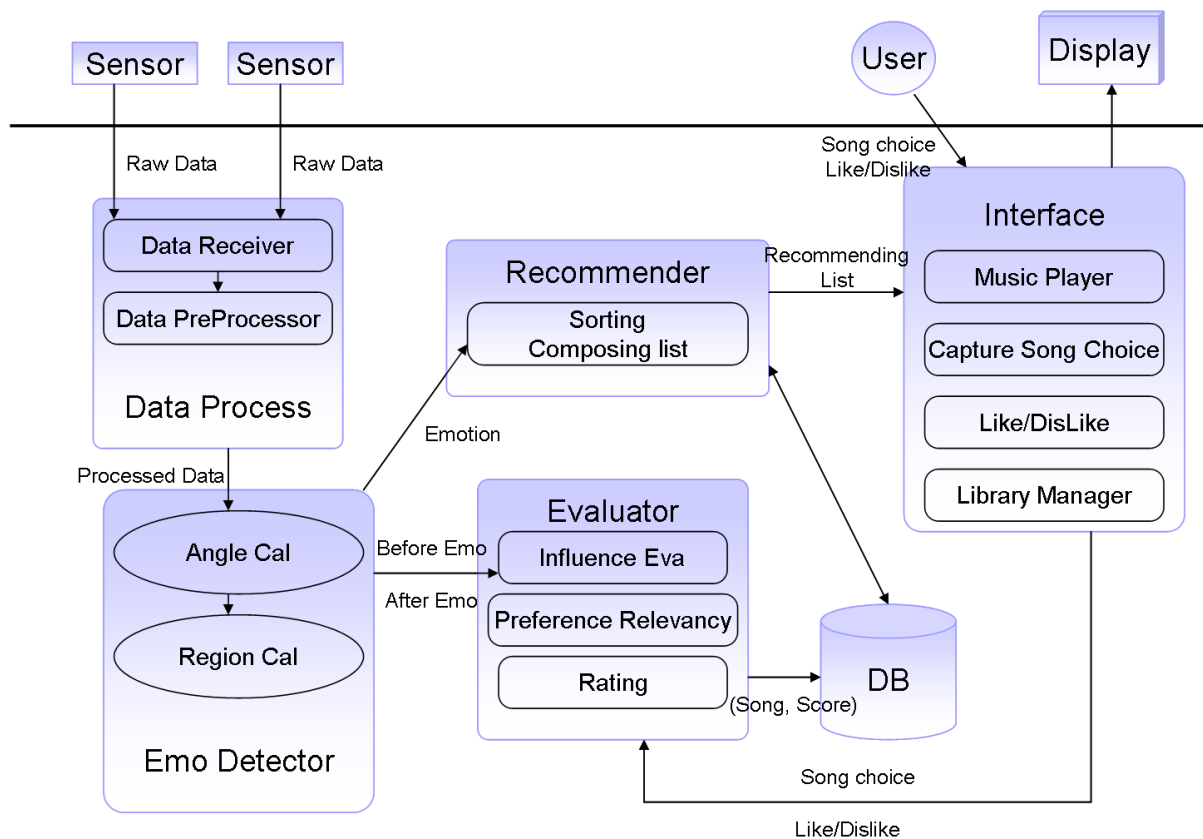 Sensor
Sensor
User
Display
Raw Data
Raw Data
Song choice
Like/Dislike
Data Receiver
Data PreProcessor
Data Process
Recommender
Sorting
Composing list
Recommending
List
Interface
Music Player
Capture Song Choice
Like/DisLike
Library Manager
Emotion
Processed Data
Angle Cal
Region Cal
Emo Detector
Before Emo
After Emo
Evaluator
Influence Eva
Preference Relevancy
Rating
(Song, Score)
DB
Song choice
Like/Dislike